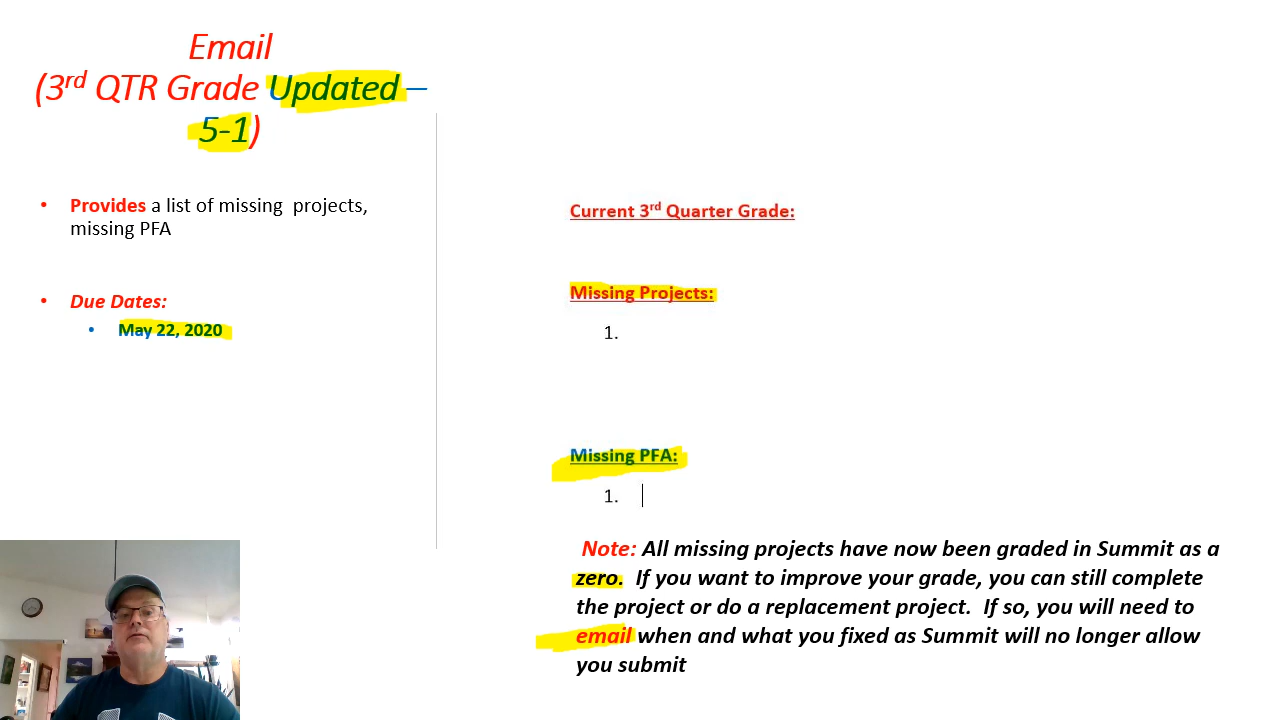 Email
(3rd QTR Grade Updated –
5-1)
• Provides a list of missing projects,
missing PFA
• Due Dates:
• May 22, 2020
Current 3rd Quarter Grade:
Missing Projects:
1.
Missing PFA:
1.
Note: All missing projects have now been graded in Summit as a
zero. If you want to improve your grade, you can still complete
the project or do a replacement project. If so, you will need to
email when and what you fixed as Summit will no longer allow
you submit